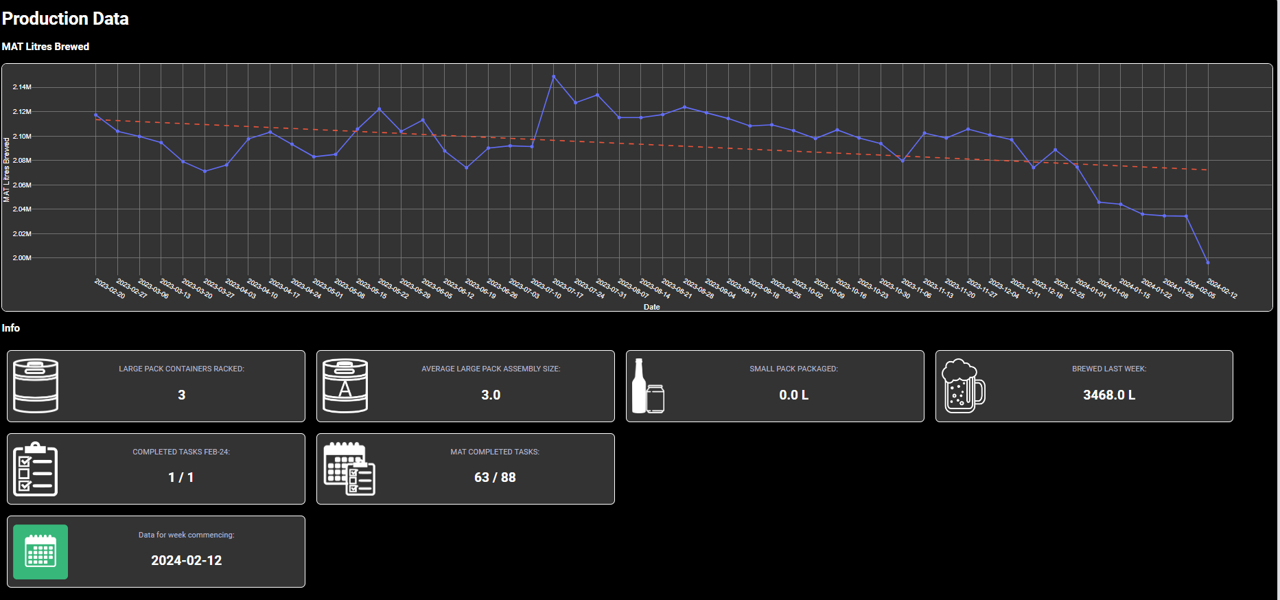 Production Data
MAT Litres Brewed
MAT Litres Brewed
2.14M
2.12M
2.10M
2.08M
2.06M
2.04M
2.02M
2.00M
2023-02-20
2023-02-27
2023-03-06
2023-03-13
2023-03-20
2023-03-27
2023-04-03
2023-04-10
2023-04-17
2023-04-24
2023-05-01
2023-05-08
2023-05-15
2023-05-22
2023-05-29
2023-06-05
2023-06-12
2023-06-19
2023-06-26
2023-07-03
2023-07-10
2023-07-17
2023-07-24
2023-07-31
2023-08-07
2023-08-14
2023-08-21
2023-08-28
2023-09-04
2023-09-11
2023-09-18
2023-09-25
2023-10-02
2023-10-09
2023-10-16
2023-10-23
2023-10-30
2023-11-06
2023-11-13
2023-11-20
2023-11-27
2023-12-04
2023-12-11
2023-12-18
2023-12-25
2024-01-01
2024-01-08
2024-01-15
2024-01-22
2024-01-29
2024-02-05
2024-02-12
Date
Info
LARGE PACK CONTAINERS RACKED:
3
A
AVERAGE LARGE PACK ASSEMBLY SIZE:
3.0
SMALL PACK PACKAGED:
0.0 L
BREWED LAST WEEK:
3468.0 L
COMPLETED TASKS FEB-24:
1 / 1
MAT COMPLETED TASKS:
63 / 88
Data for week commencing:
2024-02-12